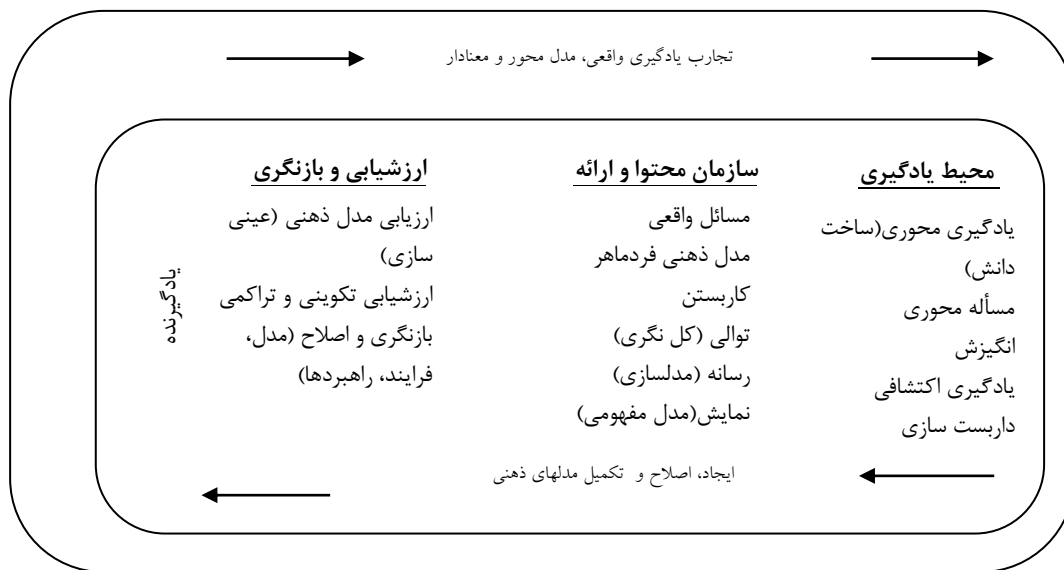 تجارب یادگیری واقعی، مدل محور و معنادار
محیط یادگیری
یادگیری محوری(ساخت
دانش)
مسأله محوری
انگیزش
یادگیری اکتشافی
داربست سازی
سازمان محتوا و ارائه
مسائل واقعی
مدل ذهنی فردماهر
کاربستن
توالی (کل نگری)
رسانه (مدلسازی)
نمایش(مدل مفهومی)
ارزشیابی و بازنگری
ارزیابی مدل ذهنی (عینی
سازی)
ارزشیابی تکوینی و تراکمی
بازنگری و اصلاح (مدل،
فرایند، راهبردها)
یادگیرنده
ایجاد، اصلاح و تکمیل مدلهای ذهنی